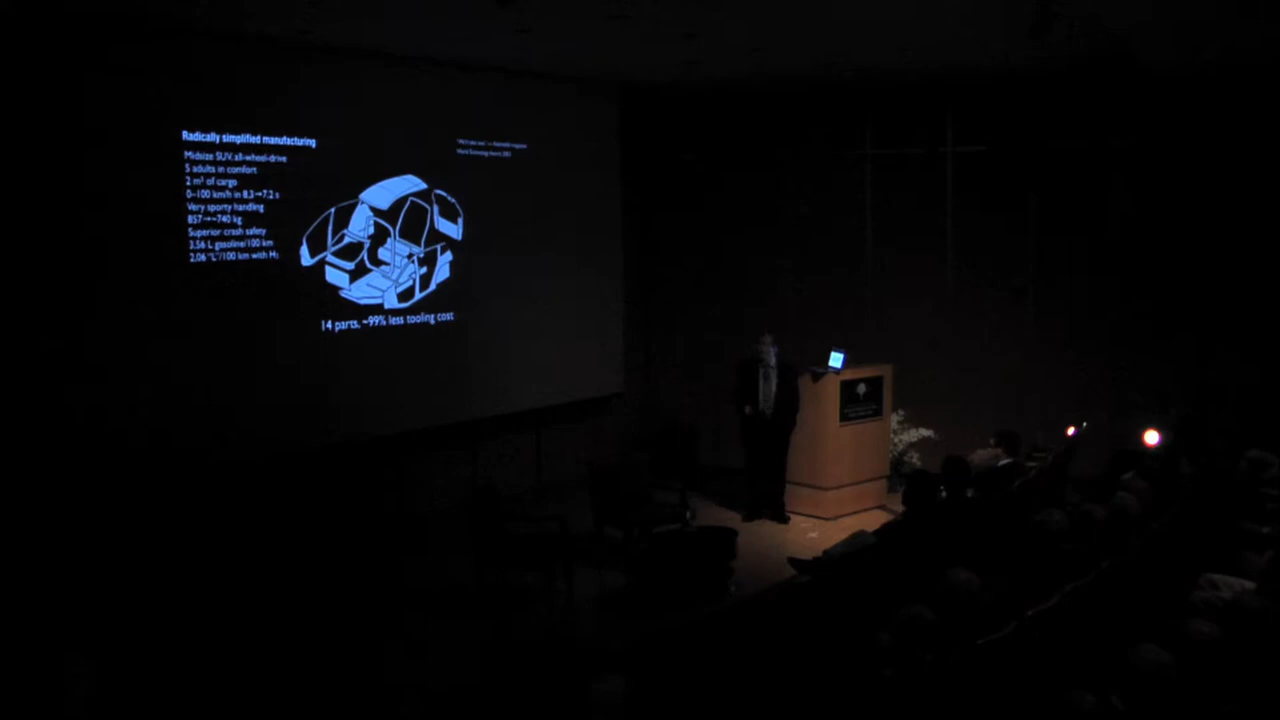 Radically simplified manufacturing
Midsize SUV, all-wheel-drive
5 adults in comfort
2 m³ of cargo
0–100 km/h in 8.3→7.2 s
Very sporty handling
857→~740 kg
Superior crash safety
3.56 L gasoline/100 km
2.06 "L"/100 km with H₂
14 parts, ~99% less tooling cost